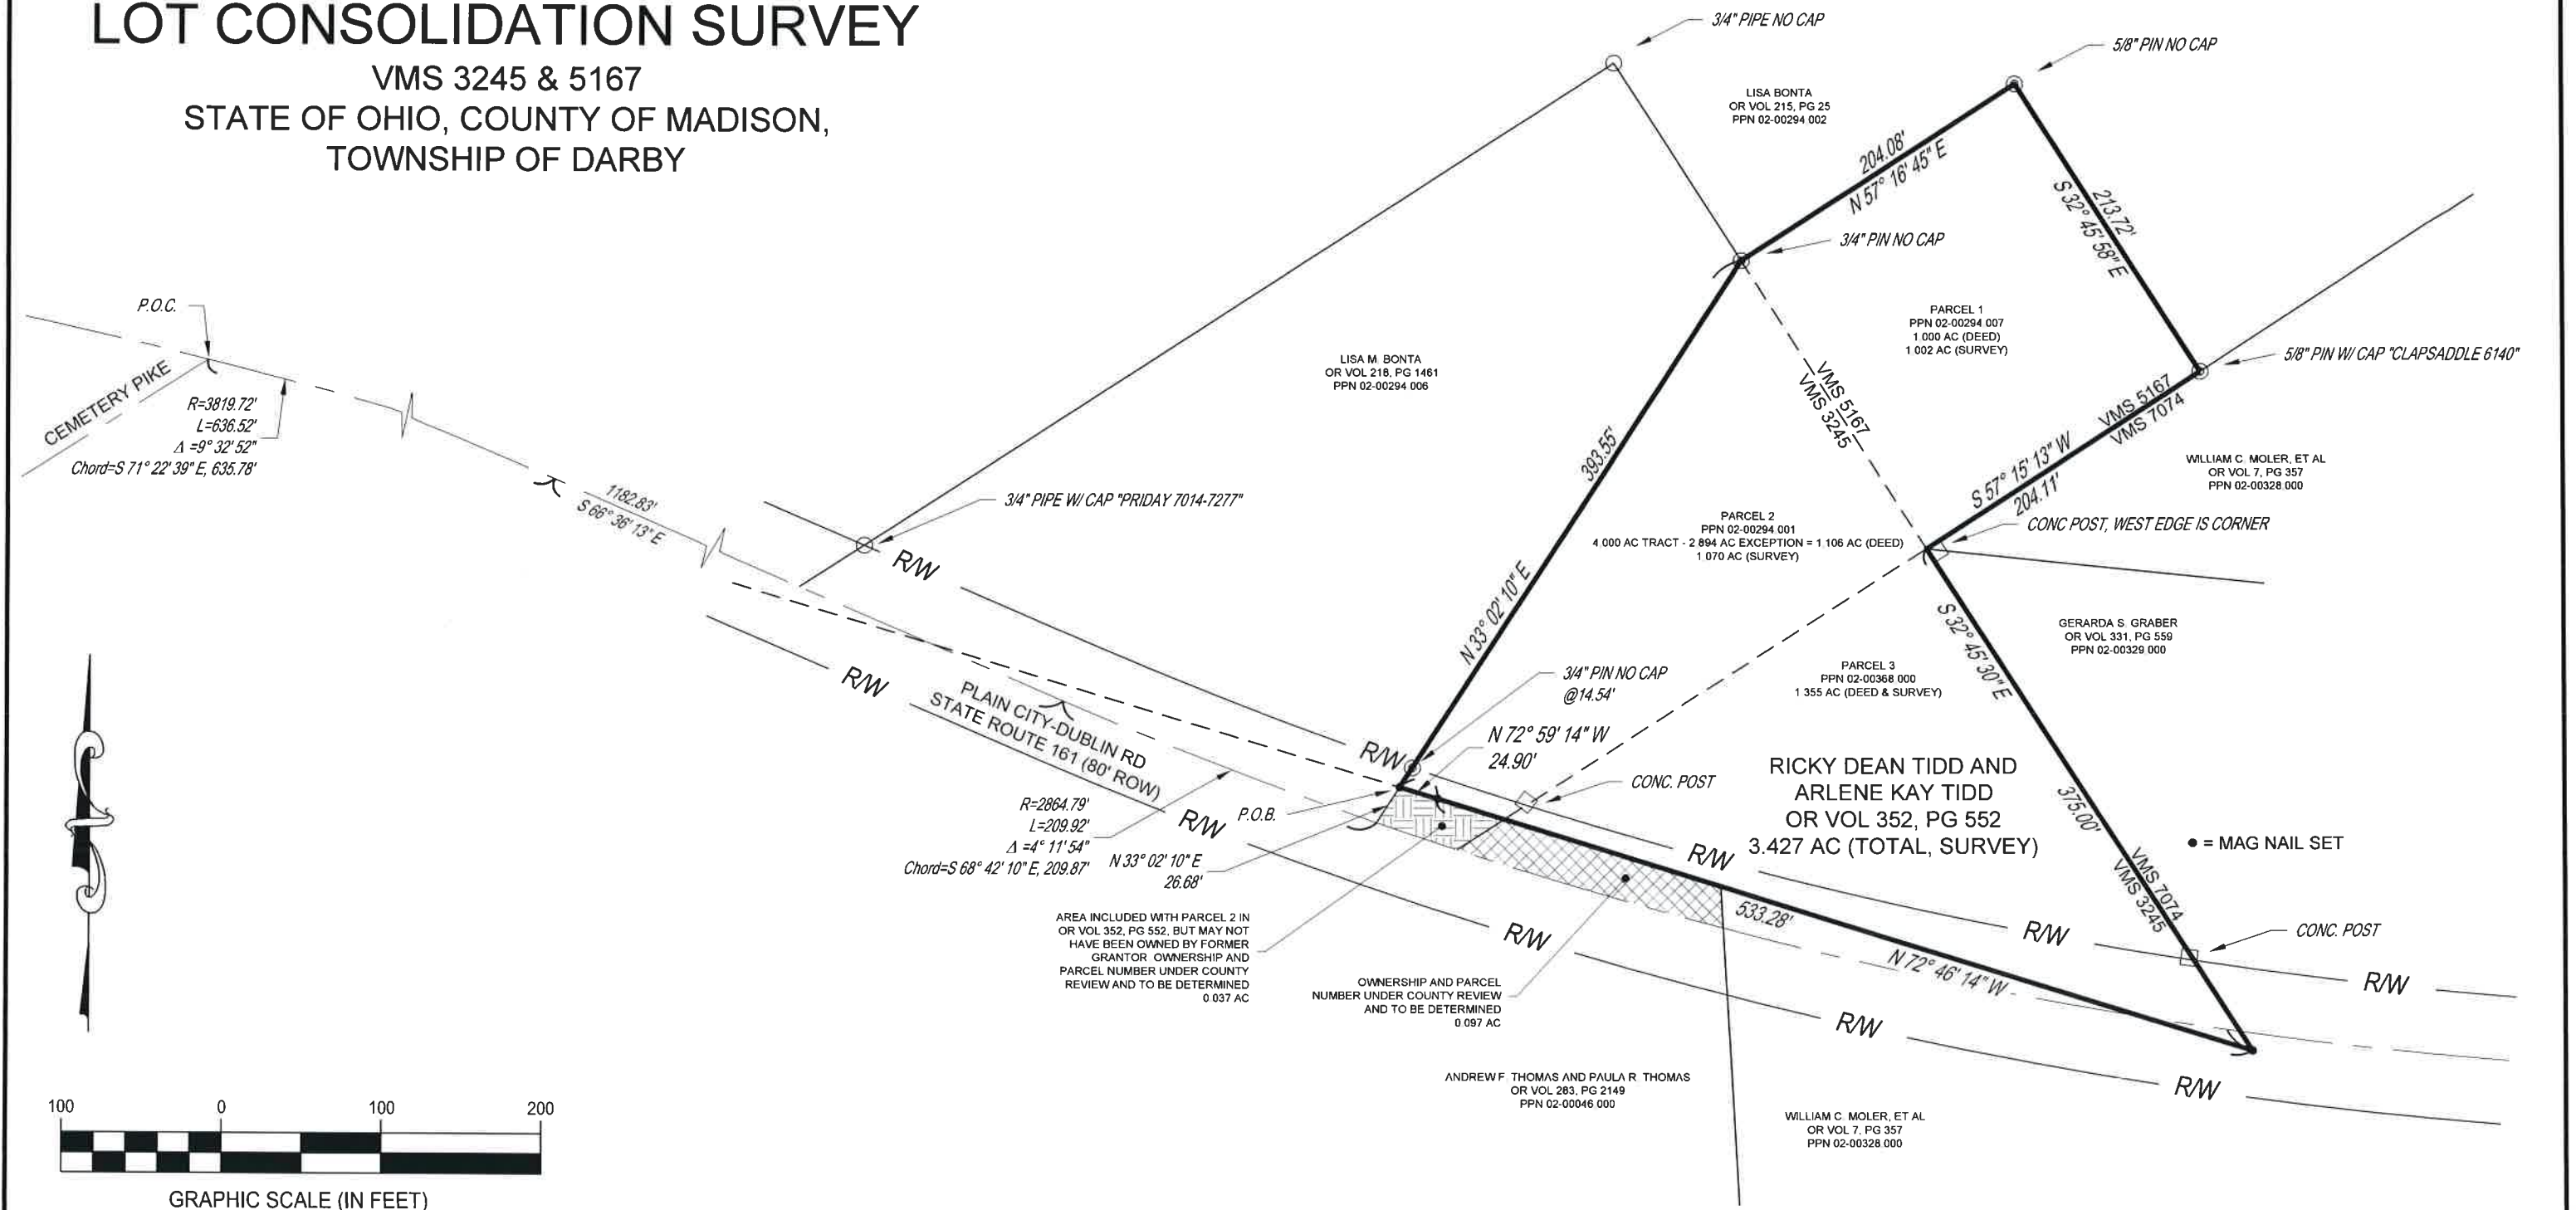 LOT CONSOLIDATION SURVEY
VMS 3245 & 5167
STATE OF OHIO, COUNTY OF MADISON,
TOWNSHIP OF DARBY
3/4" PIPE NO CAP
5/8" PIN NO CAP
LISA BONTA
OR VOL 215, PG 25
PPN 02-00294 002
204.08'
N 57° 16' 45" E
213.72'
S 32° 45' 58" E
3/4" PIN NO CAP
P.O.C.
CEMETERY PIKE
R=3819.72'
L=636.52'
Δ =9° 32' 52"
Chord=S 71° 22' 39" E, 635.78'
PARCEL 1
PPN 02-00294 007
1 000 AC (DEED)
1 002 AC (SURVEY)
5/8" PIN W/ CAP "CLAPSADDLE 6140"
LISA M. BONTA
OR VOL 218, PG 1461
PPN 02-00294 006
VMS 5167
VMS 3245
VMS 5167
VMS 7074
393.55'
N 33° 02' 10" E
S 57° 15' 13" W
204.11'
WILLIAM C. MOLER, ET AL
OR VOL 7, PG 357
PPN 02-00328 000
3/4" PIPE W/ CAP "PRIDAY 7014-7277"
1182.83'
S 66° 36' 13" E
CONC POST, WEST EDGE IS CORNER
PARCEL 2
PPN 02-00294 001
4 000 AC TRACT - 2 894 AC EXCEPTION = 1 106 AC (DEED)
1 070 AC (SURVEY)
R/W
R/W
GERARDA S. GRABER
OR VOL 331, PG 559
PPN 02-00329 000
S 32° 45' 30" E
375.00'
3/4" PIN NO CAP
@14.54'
PARCEL 3
PPN 02-00368 000
1 355 AC (DEED & SURVEY)
PLAIN CITY-DUBLIN RD
STATE ROUTE 161 (80' ROW)
N 72° 59' 14" W
24.90'
R/W
CONC. POST
RICKY DEAN TIDD AND
ARLENE KAY TIDD
OR VOL 352, PG 552
3.427 AC (TOTAL, SURVEY)
R=2864.79'
L=209.92'
Δ =4° 11' 54"
Chord=S 68° 42' 10" E, 209.87'
R/W
P.O.B.
N 33° 02' 10" E
26.68'
R/W
● = MAG NAIL SET
VMS 7074
VMS 3245
AREA INCLUDED WITH PARCEL 2 IN
OR VOL 352, PG 552, BUT MAY NOT
HAVE BEEN OWNED BY FORMER
GRANTOR OWNERSHIP AND
PARCEL NUMBER UNDER COUNTY
REVIEW AND TO BE DETERMINED
0 037 AC
533.28'
N 72° 46' 14" W
R/W
R/W
CONC. POST
R/W
OWNERSHIP AND PARCEL
NUMBER UNDER COUNTY REVIEW
AND TO BE DETERMINED
0 097 AC
R/W
R/W
ANDREW F. THOMAS AND PAULA R. THOMAS
OR VOL 283, PG 2149
PPN 02-00046 000
WILLIAM C. MOLER, ET AL
OR VOL 7, PG 357
PPN 02-00328 000
100 0 100 200
GRAPHIC SCALE (IN FEET)